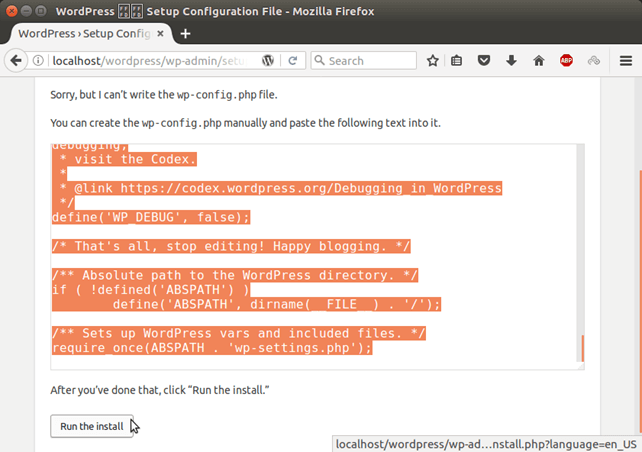 WordPress › Setup Configuration File - Mozilla Firefox
WordPress › Setup Config
localhost/wordpress/wp-admin/setu
Search
ABP
Sorry, but I can't write the wp-config.php file.
You can create the wp-config.php manually and paste the following text into it.
debugging,
* visit the Codex.
*
* @link https://codex.wordpress.org/Debugging_in_WordPress
*/
define('WP_DEBUG', false);
/* That's all, stop editing! Happy blogging. */
/** Absolute path to the WordPress directory. */
if ( !defined('ABSPATH') )
define('ABSPATH', dirname(__FILE__) . '/');
/** Sets up WordPress vars and included files. */
require_once(ABSPATH . 'wp-settings.php');
After you've done that, click “Run the install.”
Run the install
localhost/wordpress/wp-ad…nstall.php?language=en_US